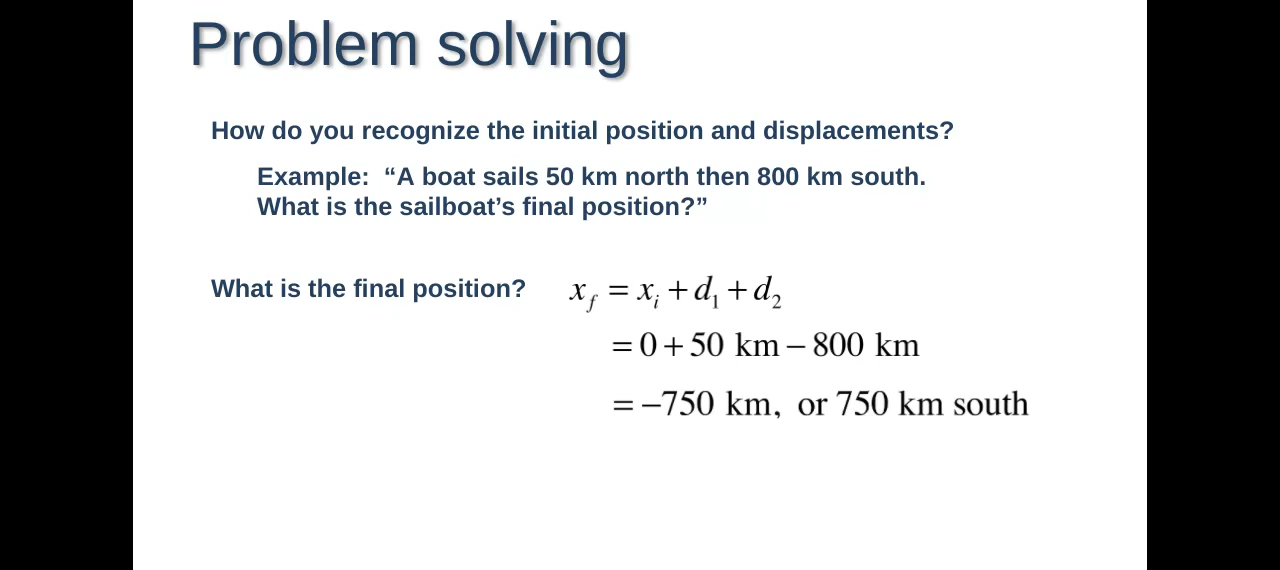 Problem solving
How do you recognize the initial position and displacements?
Example:  “A boat sails 50 km north then 800 km south.
What is the sailboat’s final position?”
What is the final position? x_f = x_i + d_1 + d_2
= 0 + 50 km − 800 km
= −750 km,  or 750 km south